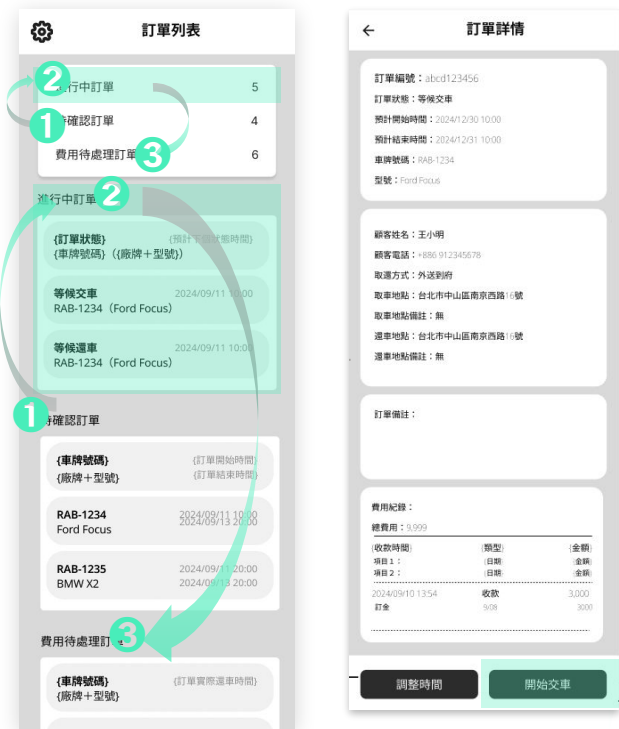 訂單列表
2
進行中訂單 5
1
待確認訂單 4
費用待處理訂單 6
3
進行中訂單
2
{訂單狀態} {預計下個狀態時間}
{車牌號碼}（{廠牌＋型號}）
等候交車 2024/09/11 10:00
RAB-1234（Ford Focus）
等候還車 2024/09/11 10:00
RAB-1234（Ford Focus）
1
待確認訂單
{車牌號碼} {訂單開始時間}
{廠牌＋型號} {訂單結束時間}
RAB-1234 2024/09/11 10:00
Ford Focus 2024/09/13 20:00
RAB-1235 2024/09/11 20:00
BMW X2 2024/09/13 20:00
費用待處理訂單
3
{車牌號碼} {訂單實際還車時間}
{廠牌＋型號}
訂單詳情
訂單編號：abcd123456
訂單狀態：等候交車
預計開始時間：2024/12/30 10:00
預計結束時間：2024/12/31 10:00
車牌號碼：RAB-1234
型號：Ford Focus
顧客姓名：王小明
顧客電話：+886 912345678
取還方式：外送到府
取車地點：台北市中山區南京西路16號
取車地點備註：無
還車地點：台北市中山區南京西路16號
還車地點備註：無
訂單備註：
費用紀錄：
總費用：9,999
{收款時間} {類型} {金額}
項目1： {日期} {金額}
項目2： {日期} {金額}
2024/09/10 13:54 收款 3,000
訂金 9/08 3000
調整時間 開始交車